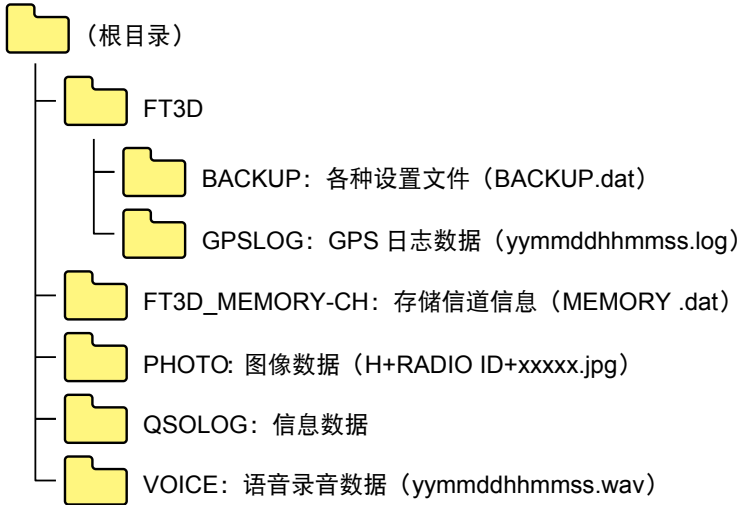 （根目录）
FT3D
BACKUP：各种设置文件（BACKUP.dat）
GPSLOG：GPS 日志数据（yymmddhhmmss.log）
FT3D_MEMORY-CH：存储信道信息（MEMORY .dat）
PHOTO：图像数据（H+RADIO ID+xxxxx.jpg）
QSOLOG：信息数据
VOICE：语音录音数据（yymmddhhmmss.wav）